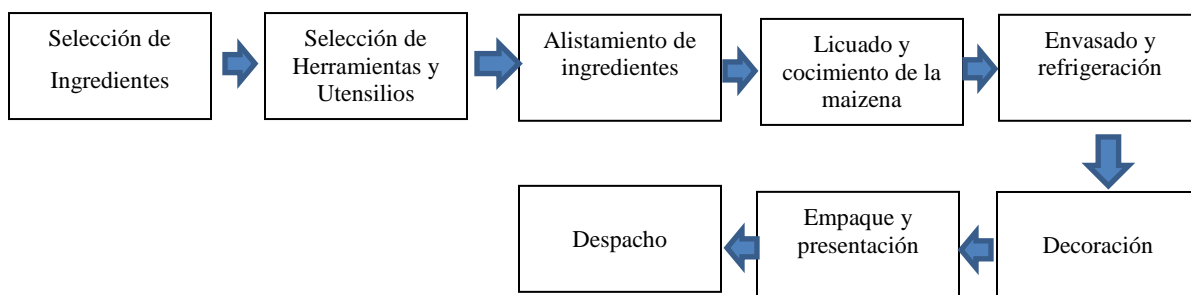 Selección de
Ingredientes
Selección de
Herramientas y
Utensilios
Alistamiento de
ingredientes
Licuado y
cocimiento de la
maizena
Envasado y
refrigeración
Decoración
Empaque y
presentación
Despacho